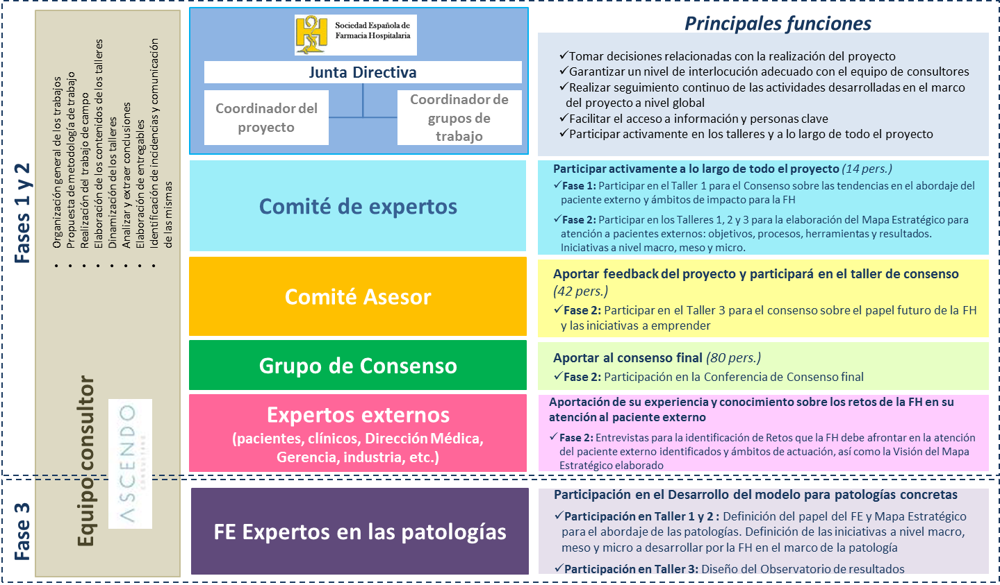 Fases 1 y 2
Organización general de los trabajos
Propuesta de metodología de trabajo
Realización del trabajo de campo
Elaboración de los contenidos de los talleres
Dinamización de los talleres
Analizar y extraer conclusiones
Elaboración de entregables
Identificación de incidencias y comunicación
de las mismas
Equipo consultor
ASCENDO
CONSULTING
Sociedad Española de
Farmacia Hospitalaria
Junta Directiva
Coordinador del
proyecto
Coordinador de
grupos de
trabajo
Principales funciones
✓Tomar decisiones relacionadas con la realización del proyecto
✓Garantizar un nivel de interlocución adecuado con el equipo de consultores
✓Realizar seguimiento continuo de las actividades desarrolladas en el marco
del proyecto a nivel global
✓Facilitar el acceso a información y personas clave
✓Participar activamente en los talleres y a lo largo de todo el proyecto
Comité de expertos
Participar activamente a lo largo de todo el proyecto (14 pers.)
✓Fase 1: Participar en el Taller 1 para el Consenso sobre las tendencias en el abordaje del
paciente externo y ámbitos de impacto para la FH
✓Fase 2: Participar en los Talleres 1, 2 y 3 para la elaboración del Mapa Estratégico para
atención a pacientes externos: objetivos, procesos, herramientas y resultados.
Iniciativas a nivel macro, meso y micro.
Comité Asesor
Aportar feedback del proyecto y participará en el taller de consenso
(42 pers.)
✓Fase 2: Participar en el Taller 3 para el consenso sobre el papel futuro de la FH
y las iniciativas a emprender
Grupo de Consenso
Aportar al consenso final (80 pers.)
✓Fase 2: Participación en la Conferencia de Consenso final
Expertos externos
(pacientes, clínicos, Dirección Médica,
Gerencia, industria, etc.)
Aportación de su experiencia y conocimiento sobre los retos de la FH en su
atención al paciente externo
✓Fase 2: Entrevistas para la identificación de Retos que la FH debe afrontar en la atención
del paciente externo identificados y ámbitos de actuación, así como la Visión del Mapa
Estratégico elaborado
Fase 3
FE Expertos en las patologías
Participación en el Desarrollo del modelo para patologías concretas
✓Participación en Taller 1 y 2 : Definición del papel del FE y Mapa Estratégico
para el abordaje de las patologías. Definición de las iniciativas a nivel macro,
meso y micro a desarrollar por la FH en el marco de la patología
✓Participación en Taller 3: Diseño del Observatorio de resultados